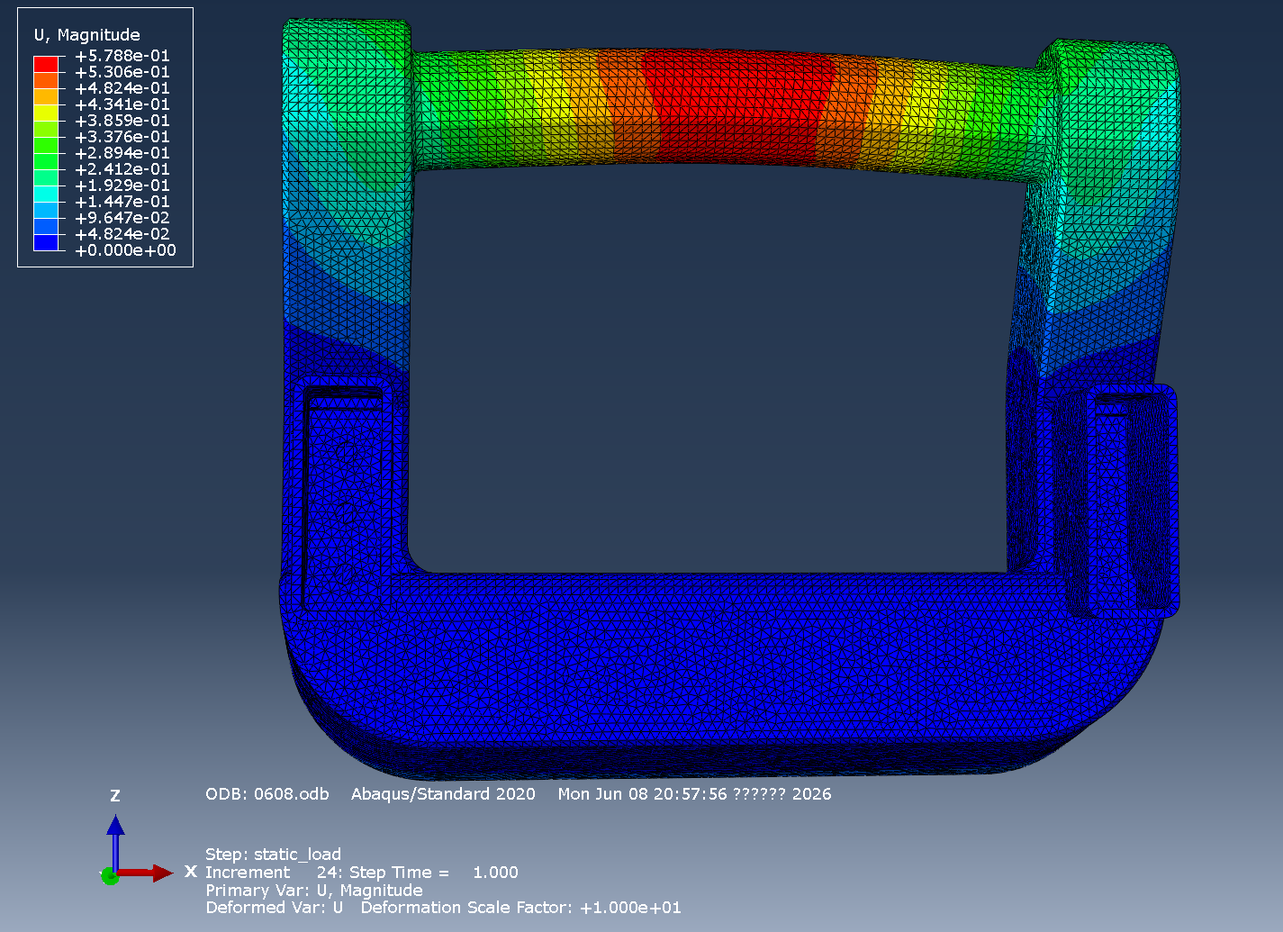 U, Magnitude
+5.788e-01
+5.306e-01
+4.824e-01
+4.341e-01
+3.859e-01
+3.376e-01
+2.894e-01
+2.412e-01
+1.929e-01
+1.447e-01
+9.647e-02
+4.824e-02
+0.000e+00
Z
X
ODB: 0608.odb Abaqus/Standard 2020 Mon Jun 08 20:57:56 ?????? 2026
Step: static_load
Increment 24: Step Time = 1.000
Primary Var: U, Magnitude
Deformed Var: U Deformation Scale Factor: +1.000e+01